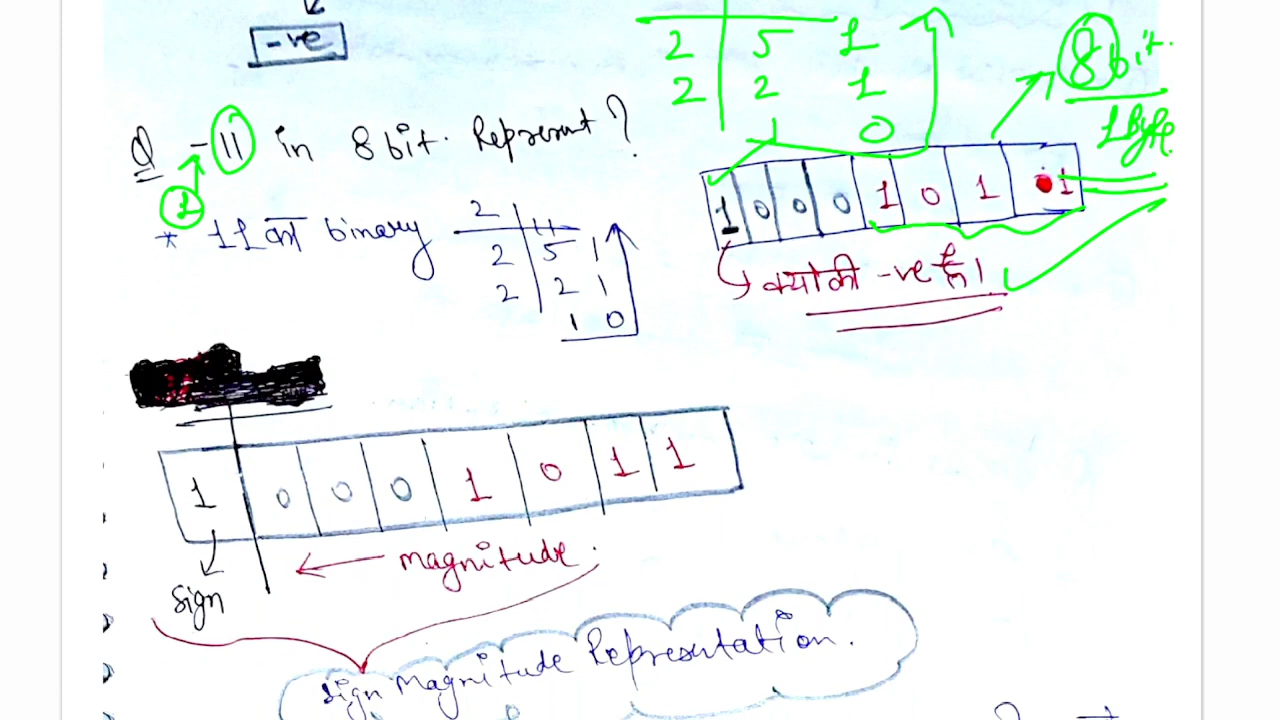 -ve
2 5 1
2 2 1
1 0
8 bit.
1 Byte
Q -11 in 8 bit. Represent?
1
1 0 0 0 1 0 1 1
क्योकी -ve है।
* 11 का binary
2 11
2 5 1
2 2 1
1 0
1 0 0 0 1 0 1 1
sign
magnitude.
sign magnitude Representation.